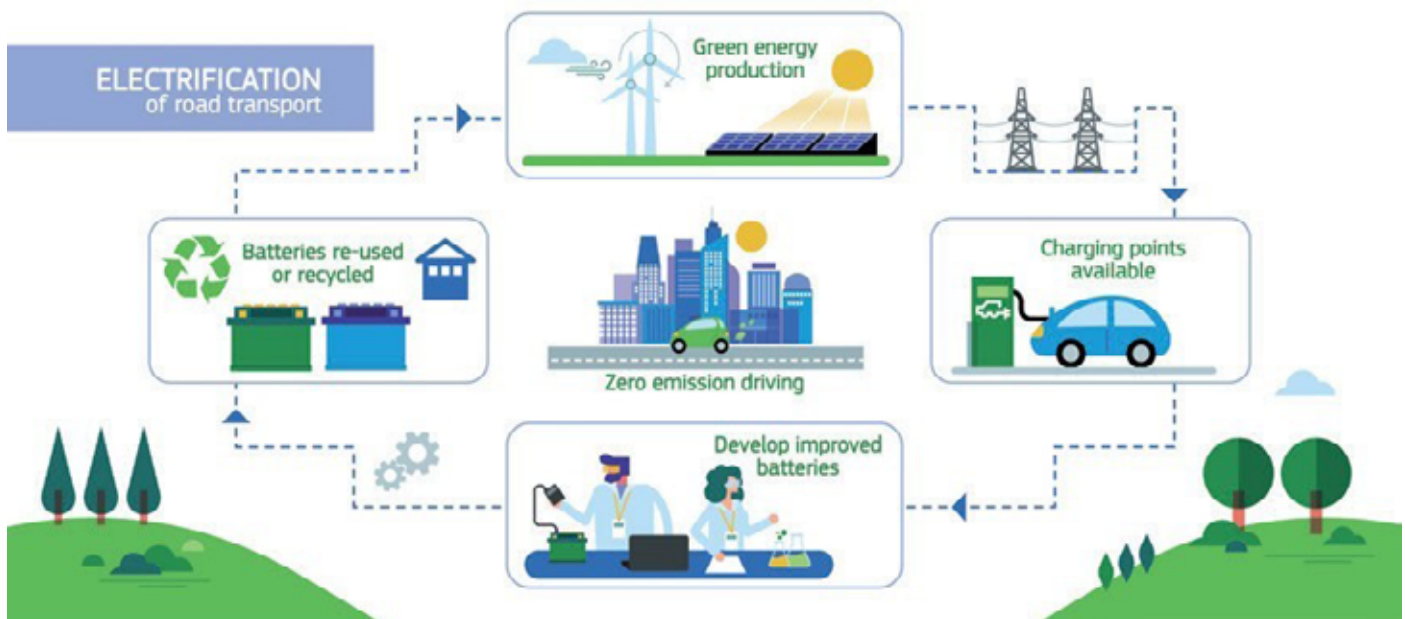 ELECTRIFICATION
of road transport
Green energy
production
Batteries re-used
or recycled
Charging points
available
Zero emission driving
Develop improved
batteries